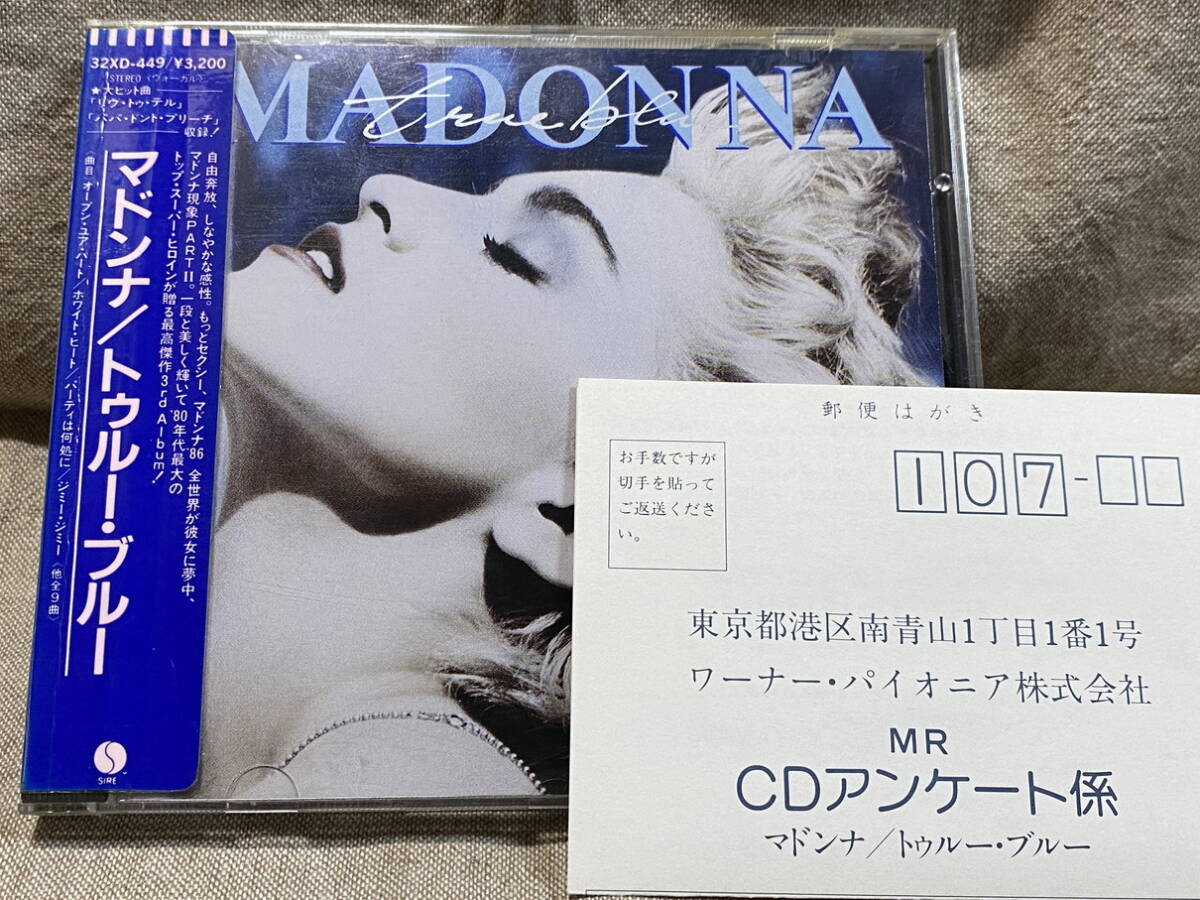 32XD-449/¥3,200
STEREO〈ヴォーカル〉
★大ヒット曲
「リヴ・トゥ・テル」
「パパ・ドント・プリーチ」
収録!
自由奔放、しなやかな感性。もっとセクシー、マドンナ'86 全世界が彼女に夢中、
マドンナ現象PARTⅡ。一段と美しく輝いて'80年代最大の
トップ・スーパー・ヒロインが贈る最高傑作3rd Album!
マドンナ/トゥルー・ブルー
〈曲目〉オープン・ユア・ハート/ホワイト・ヒート/パーティは何処に/ジミー・ジミー〈他全9曲〉
SIRE
MADONNA
true blue
郵便はがき
お手数ですが
切手を貼って
ご返送くださ
い。
107-
東京都港区南青山1丁目1番1号
ワーナー・パイオニア株式会社
MR
CDアンケート係
マドンナ/トゥルー・ブルー